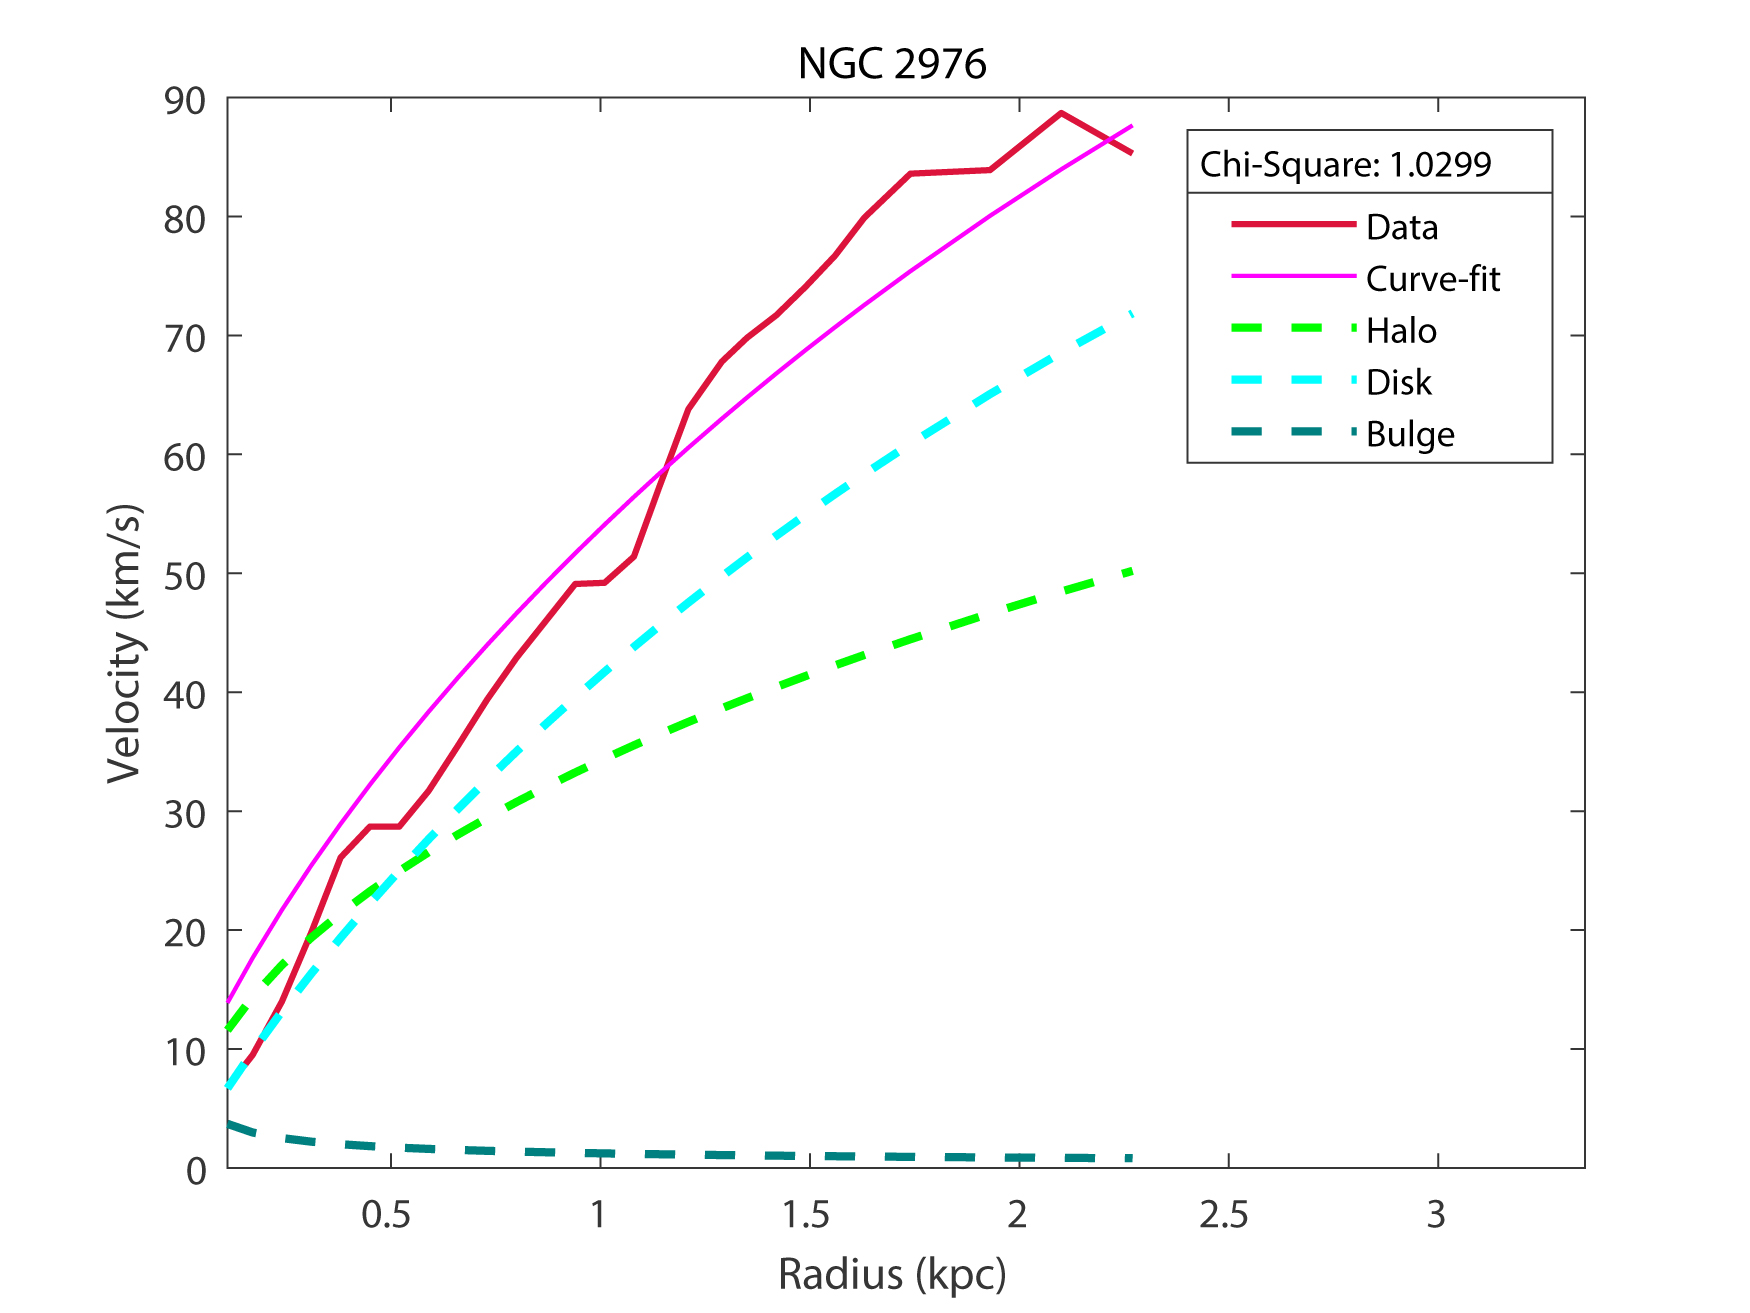 NGC 2976
90
80
70
60
50
40
30
20
10
0
Velocity (km/s)
Chi-Square: 1.0299
Data
Curve-fit
Halo
Disk
Bulge
0.5 1 1.5 2 2.5 3
Radius (kpc)